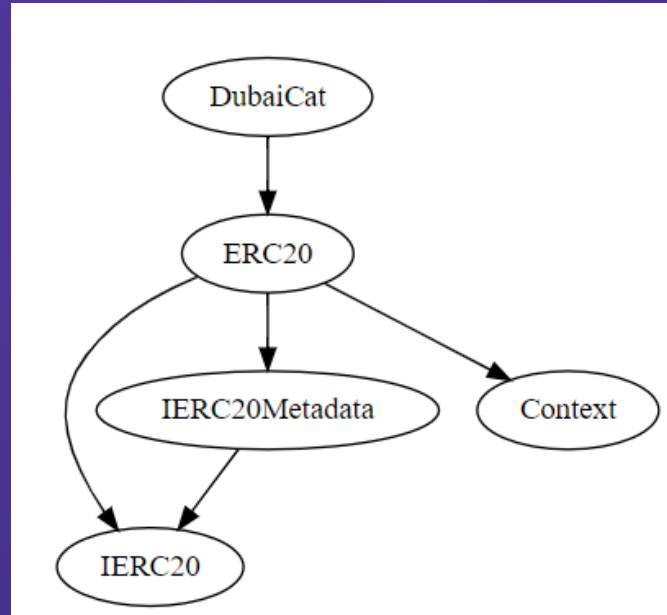 DubaiCat
ERC20
IERC20Metadata
Context
IERC20